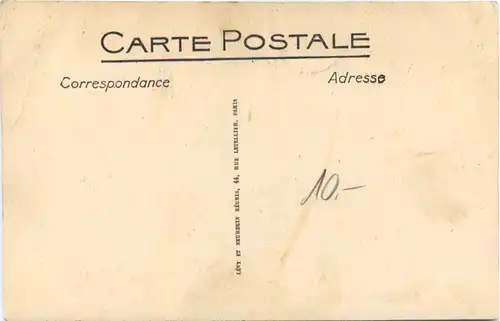 CARTE POSTALE
Correspondance
Adresse
LÉVY ET NEURDEIN RÉUNIS, 44, RUE LETELLIER, PARIS
10.-